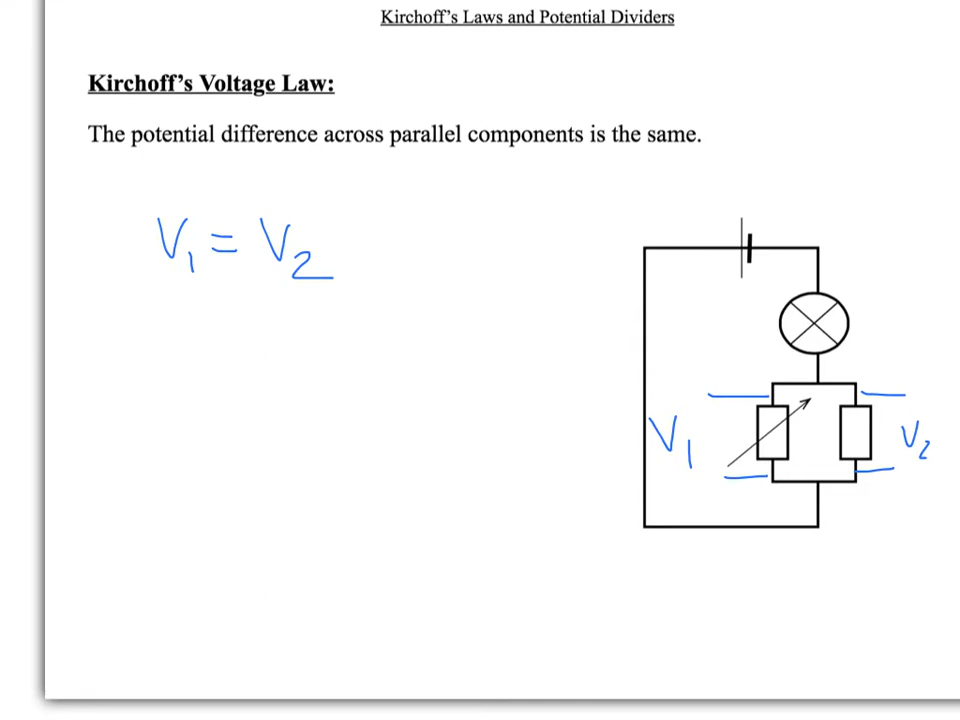 Kirchoff's Laws and Potential Dividers
Kirchoff's Voltage Law:
The potential difference across parallel components is the same.
V₁ = V₂
V₁
V₂